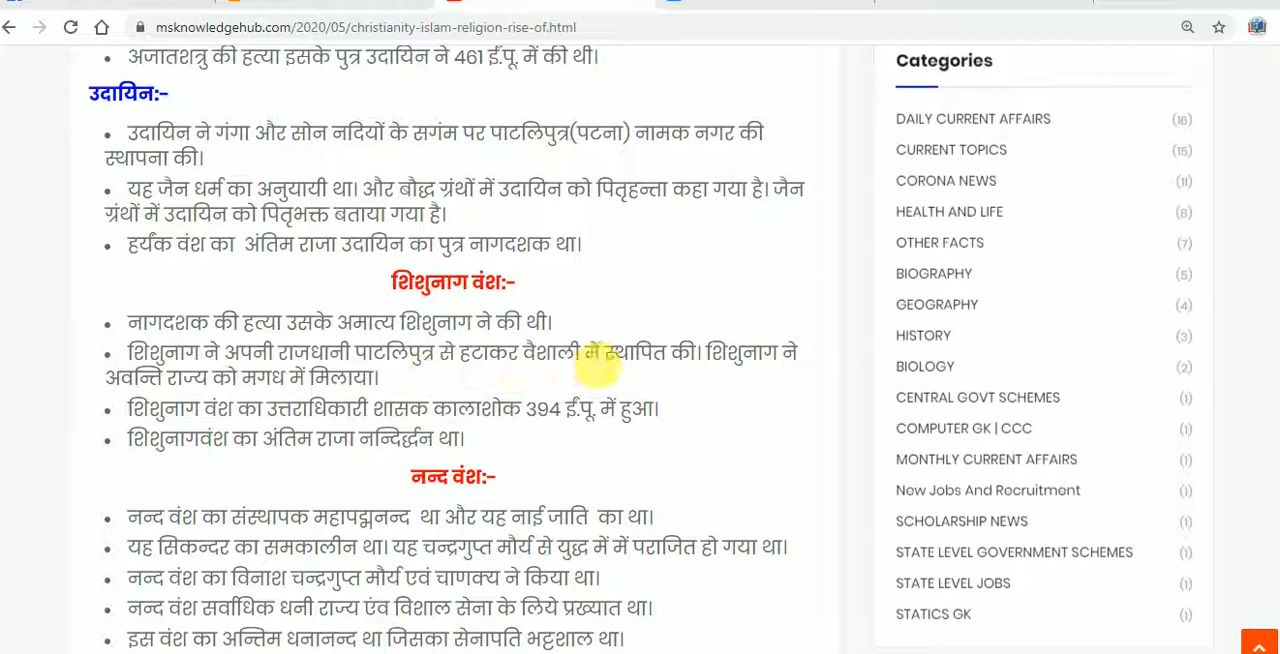 msknowledgehub.com/2020/05/christianity-islam-religion-rise-of.html
• अजातशत्रु की हत्या इसके पुत्र उदायिन ने 461 ई.पू. में की थी।
उदायिन:-
• उदायिन ने गंगा और सोन नदियों के सगंम पर पाटलिपुत्र(पटना) नामक नगर की
स्थापना की।
• यह जैन धर्म का अनुयायी था। और बौद्ध ग्रंथों में उदायिन को पितृहन्ता कहा गया है। जैन
ग्रंथों में उदायिन को पितृभक्त बताया गया है।
• हर्यंक वंश का अंतिम राजा उदायिन का पुत्र नागदशक था।
शिशुनाग वंश:-
• नागदशक की हत्या उसके अमात्य शिशुनाग ने की थी।
• शिशुनाग ने अपनी राजधानी पाटलिपुत्र से हटाकर वैशाली में स्थापित की। शिशुनाग ने
अवन्ति राज्य को मगध में मिलाया।
• शिशुनाग वंश का उत्तराधिकारी शासक कालाशोक 394 ई.पू. में हुआ।
• शिशुनागवंश का अंतिम राजा नन्दिर्द्धन था।
नन्द वंश:-
• नन्द वंश का संस्थापक महापद्मनन्द था और यह नाई जाति का था।
• यह सिकन्दर का समकालीन था। यह चन्द्रगुप्त मौर्य से युद्ध में में पराजित हो गया था।
• नन्द वंश का विनाश चन्द्रगुप्त मौर्य एवं चाणक्य ने किया था।
• नन्द वंश सर्वाधिक धनी राज्य एंव विशाल सेना के लिये प्रख्यात था।
• इस वंश का अन्तिम धनानन्द था जिसका सेनापति भट्टशाल था।
Categories
DAILY CURRENT AFFAIRS (16)
CURRENT TOPICS (15)
CORONA NEWS (11)
HEALTH AND LIFE (8)
OTHER FACTS (7)
BIOGRAPHY (5)
GEOGRAPHY (4)
HISTORY (3)
BIOLOGY (2)
CENTRAL GOVT SCHEMES (1)
COMPUTER GK | CCC (1)
MONTHLY CURRENT AFFAIRS (1)
New Jobs And Recruitment (1)
SCHOLARSHIP NEWS (1)
STATE LEVEL GOVERNMENT SCHEMES (1)
STATE LEVEL JOBS (1)
STATICS GK (1)